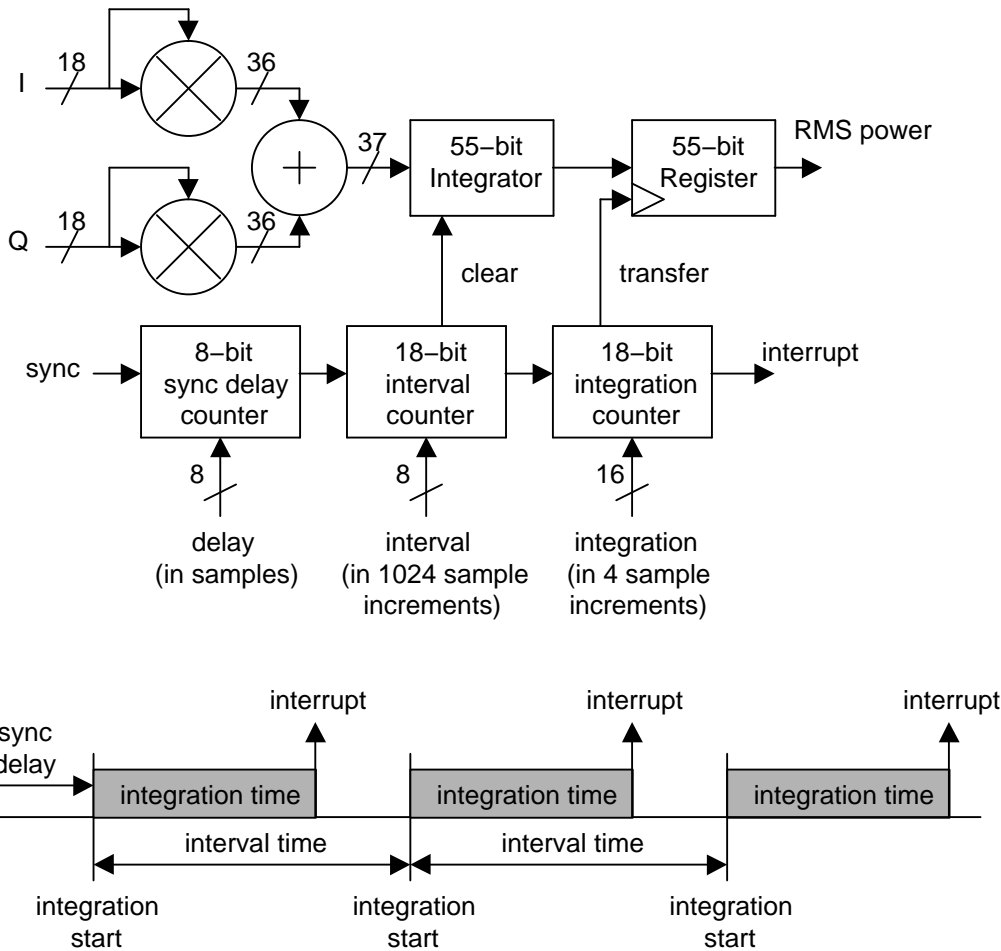 I
18
36
Q
18
36
37
55−bit
Integrator
55−bit
Register
RMS power
clear
transfer
sync
8−bit
sync delay
counter
18−bit
interval
counter
18−bit
integration
counter
interrupt
8
8
16
delay
(in samples)
interval
(in 1024 sample
increments)
integration
(in 4 sample
increments)
sync
delay
interrupt
interrupt
interrupt
integration time
integration time
integration time
interval time
interval time
integration
start
integration
start
integration
start